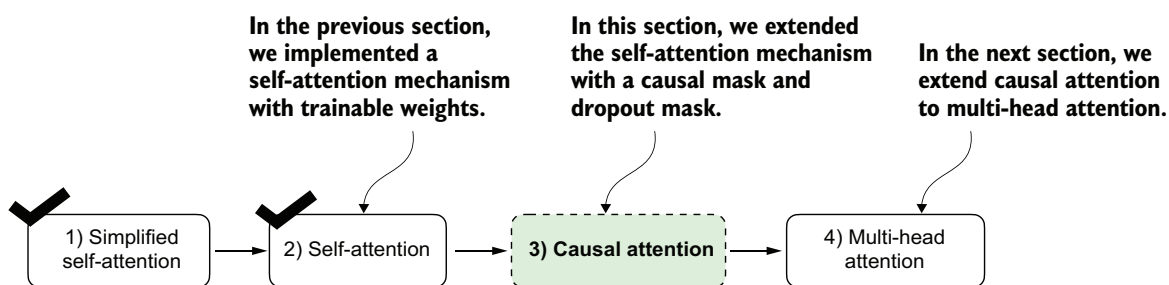 In the previous section,
we implemented a
self-attention mechanism
with trainable weights.
In this section, we extended
the self-attention mechanism
with a causal mask and
dropout mask.
In the next section, we
extend causal attention
to multi-head attention.
1) Simplified
self-attention
2) Self-attention
3) Causal attention
4) Multi-head
attention